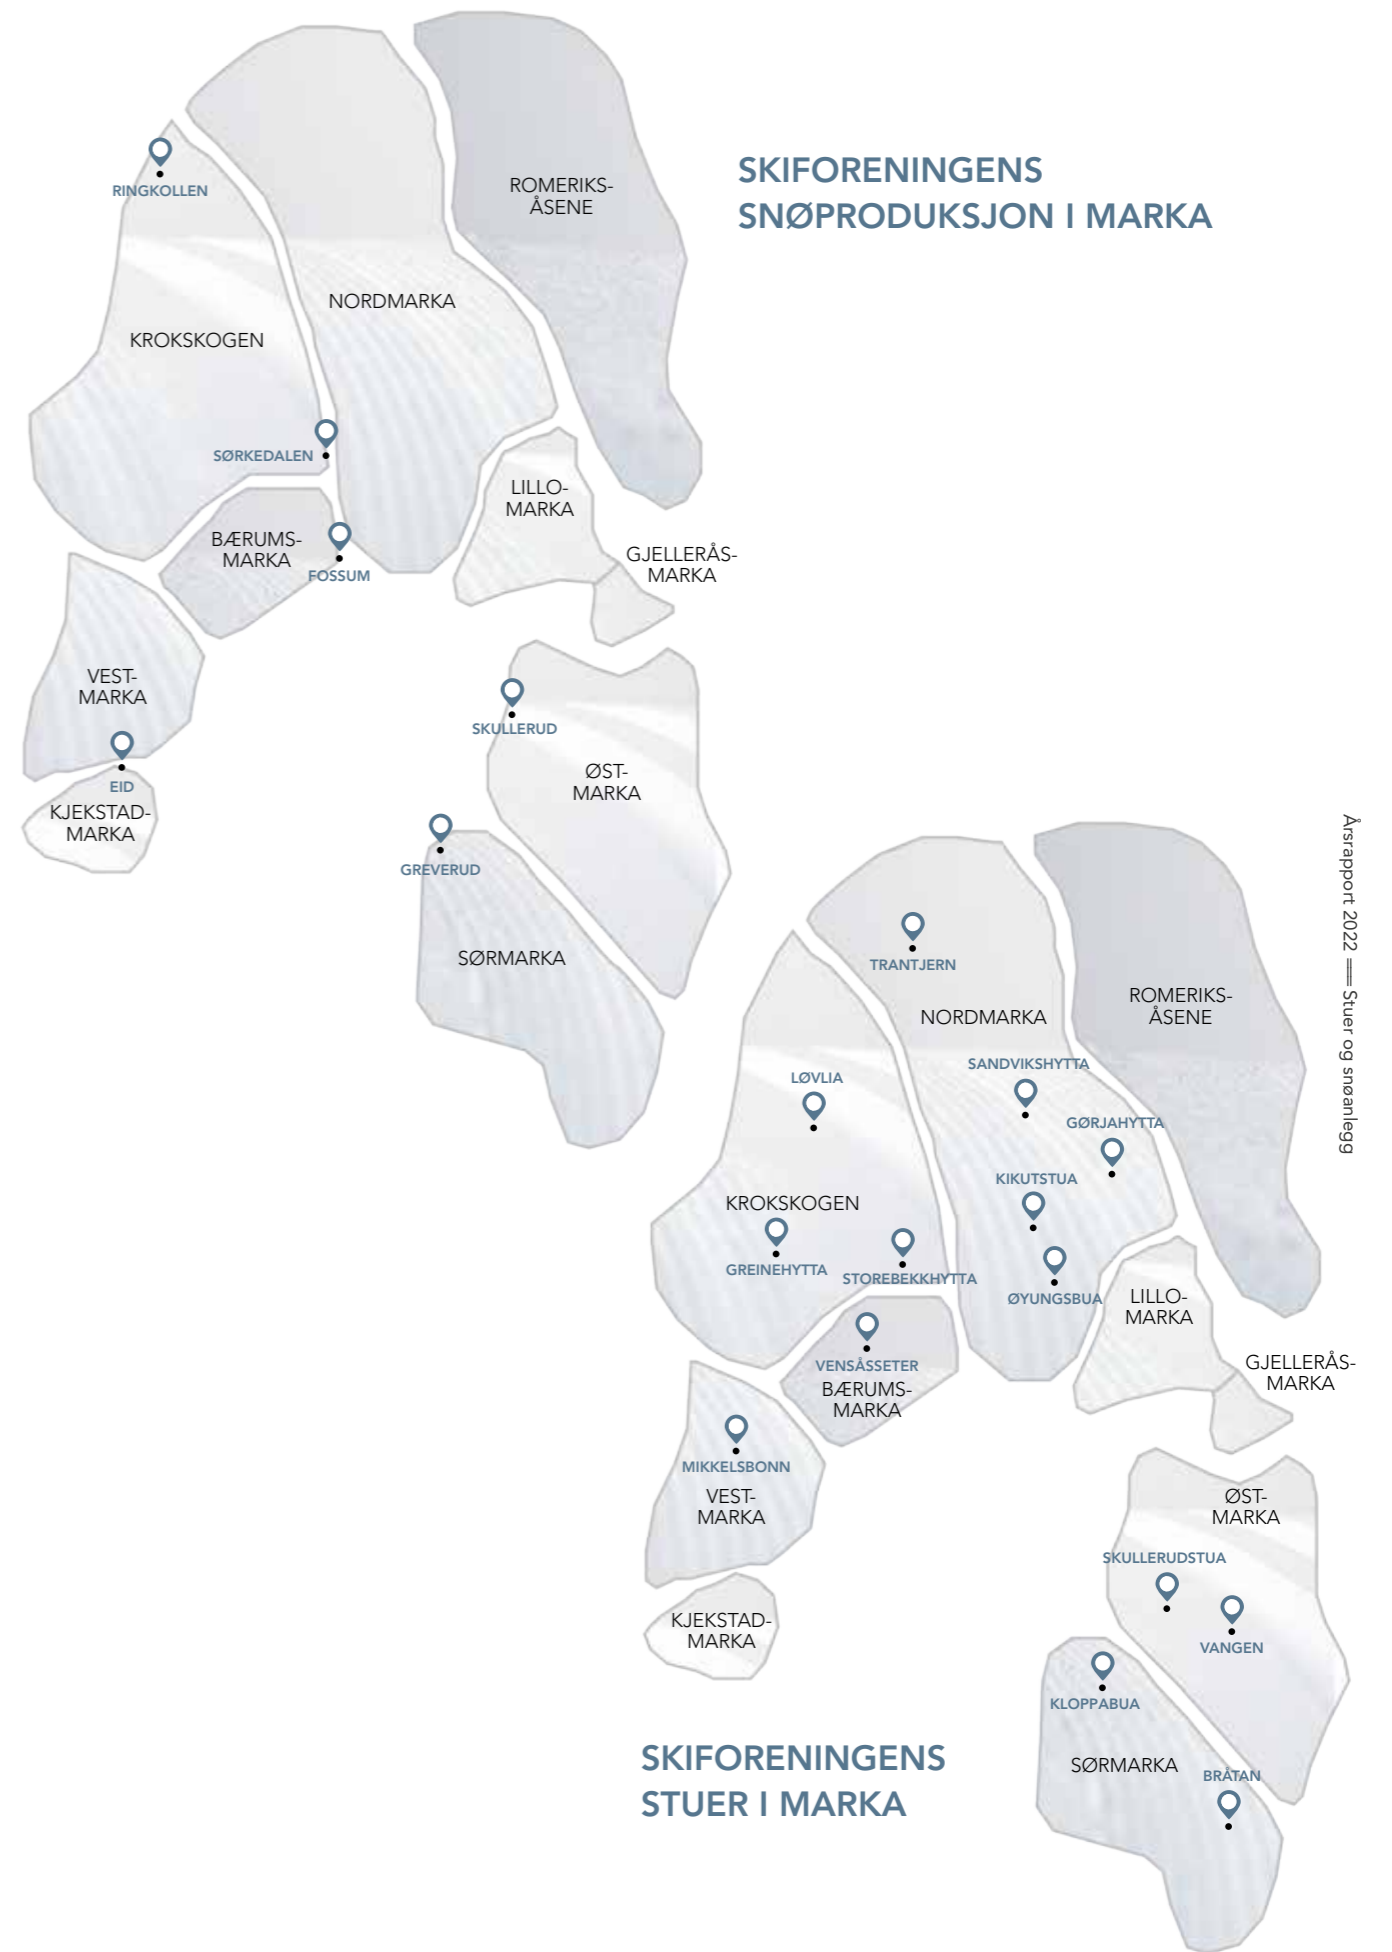 SKIFORENINGENS
SNØPRODUKSJON I MARKA
ROMERIKS-
ÅSENE
RINGKOLLEN
NORDMARKA
KROKSKOGEN
SØRKEDALEN
LILLO-
MARKA
BÆRUMS-
MARKA
GJELLERÅS-
MARKA
FOSSUM
VEST-
MARKA
SKULLERUD
ØST-
MARKA
EID
KJEKSTAD-
MARKA
GREVERUD
SØRMARKA
Årsrapport 2022 == Stuer og snøanlegg
TRANTJERN
ROMERIKS-
ÅSENE
NORDMARKA
SANDVIKSHYTTA
LØVLIA
GØRJAHYTTA
KIKUTSTUA
KROKSKOGEN
GREINEHYTTA
STOREBEKKHYTTA
ØYUNGSBUA
LILLO-
MARKA
VENSÅSSETER
BÆRUMS-
MARKA
GJELLERÅS-
MARKA
MIKKELSBONN
VEST-
MARKA
ØST-
MARKA
SKULLERUDSTUA
KJEKSTAD-
MARKA
VANGEN
KLOPPABUA
SØRMARKA
BRÅTAN
SKIFORENINGENS
STUER I MARKA